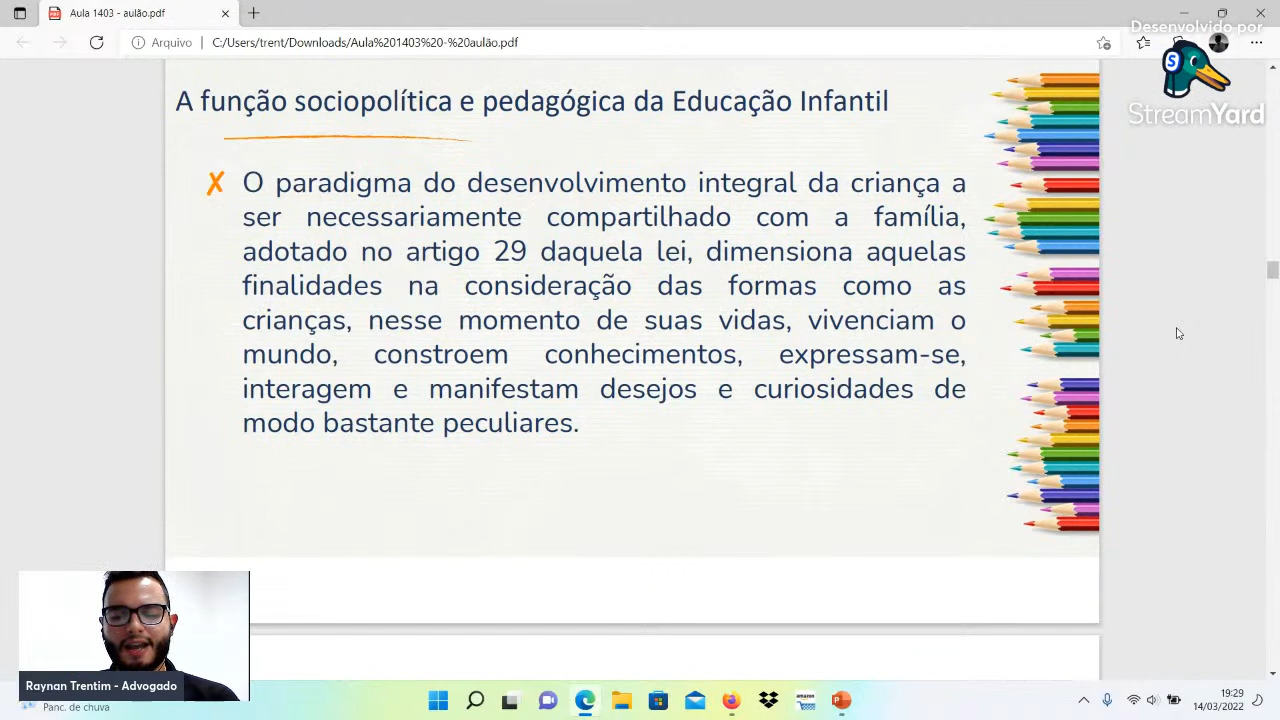 Aula 1403 - aulão.pdf
Arquivo
C:/Users/trent/Downloads/Aula%201403%20-%20aulão.pdf
Desenvolvido por
S
StreamYard
A função sociopolítica e pedagógica da Educação Infantil
✗ O paradigma do desenvolvimento integral da criança a
ser necessariamente compartilhado com a família,
adotado no artigo 29 daquela lei, dimensiona aquelas
finalidades na consideração das formas como as
crianças, nesse momento de suas vidas, vivenciam o
mundo, constroem conhecimentos, expressam-se,
interagem e manifestam desejos e curiosidades de
modo bastante peculiares.
Raynan Trentim - Advogado
Panc. de chuva
amazon
19:29
14/03/2022